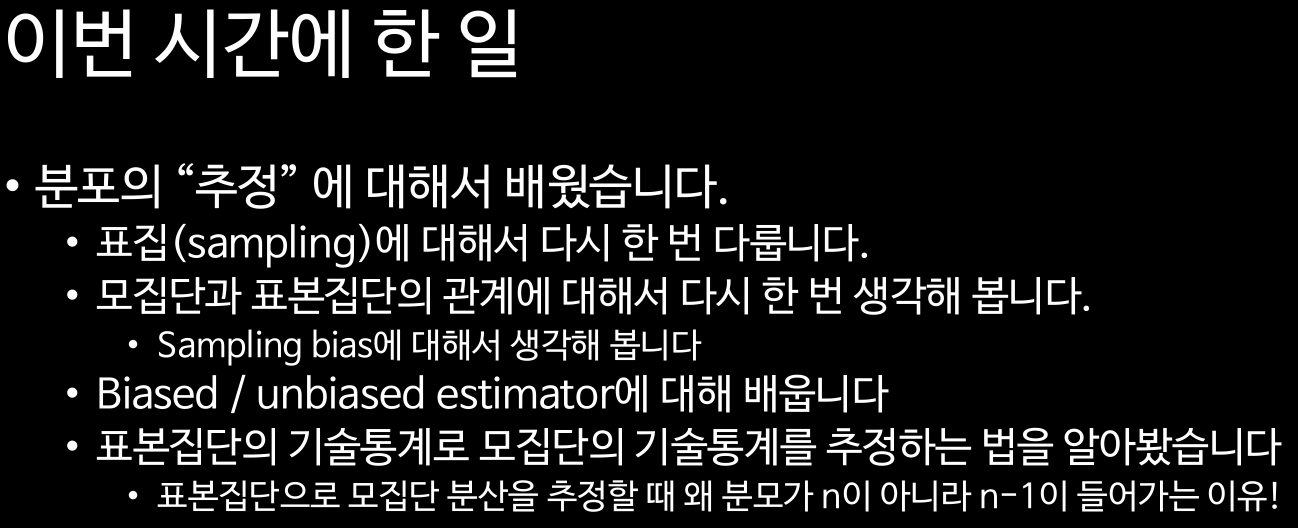 이번 시간에 한 일
• 분포의 “추정” 에 대해서 배웠습니다.
• 표집(sampling)에 대해서 다시 한 번 다룹니다.
• 모집단과 표본집단의 관계에 대해서 다시 한 번 생각해 봅니다.
• Sampling bias에 대해서 생각해 봅니다
• Biased / unbiased estimator에 대해 배웁니다
• 표본집단의 기술통계로 모집단의 기술통계를 추정하는 법을 알아봤습니다
• 표본집단으로 모집단 분산을 추정할 때 왜 분모가 n이 아니라 n-1이 들어가는 이유!